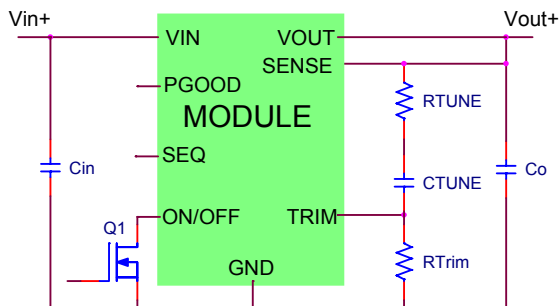 Vin+
Vout+
VIN
VOUT
SENSE
PGOOD
RTUNE
MODULE
SEQ
Cin
CTUNE
Co
Q1
ON/OFF
TRIM
RTrim
GND